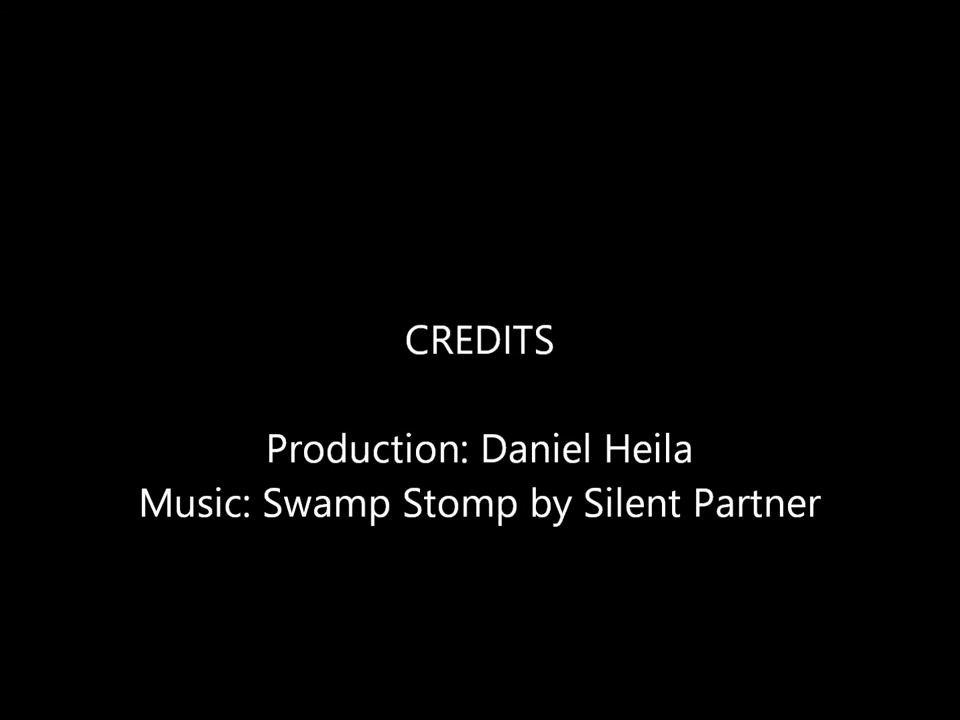 CREDITS
Production: Daniel Heila
Music: Swamp Stomp by Silent Partner